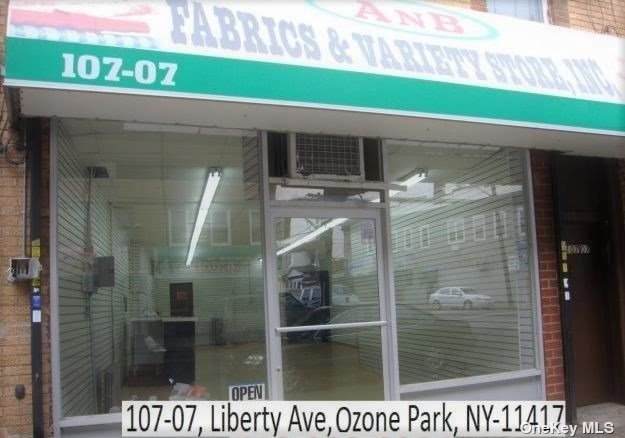 ANB
FABRICS & VARIETY STORE, INC.
107-07
OPEN
107-07, Liberty Ave, Ozone Park, NY-11417
OneKey MLS